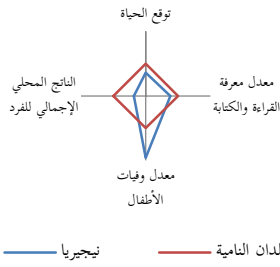 توقع الحياة
معدل معرفة
القراءة والكتابة
الناتج المحلي
الإجمالي للفرد
معدل وفيات
الأطفال
لدان النامية
نيجيريا